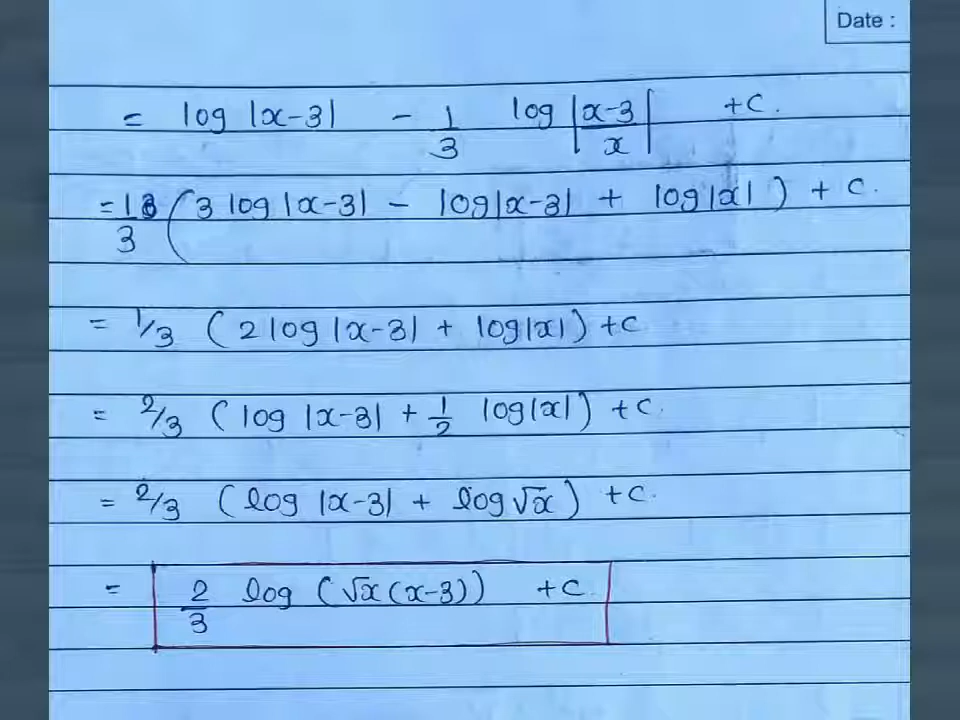 Date :
= log |x-3| - 1/3 log |x-3/x| +c.
= 1/3 (3 log |x-3| - log|x-3| + log|x|) + c.
= 1/3 (2 log |x-3| + log|x|) +c
= 2/3 (log |x-3| + 1/2 log|x|) +c.
= 2/3 (log |x-3| + log √x) +c.
= 2/3 log (√x(x-3)) +c